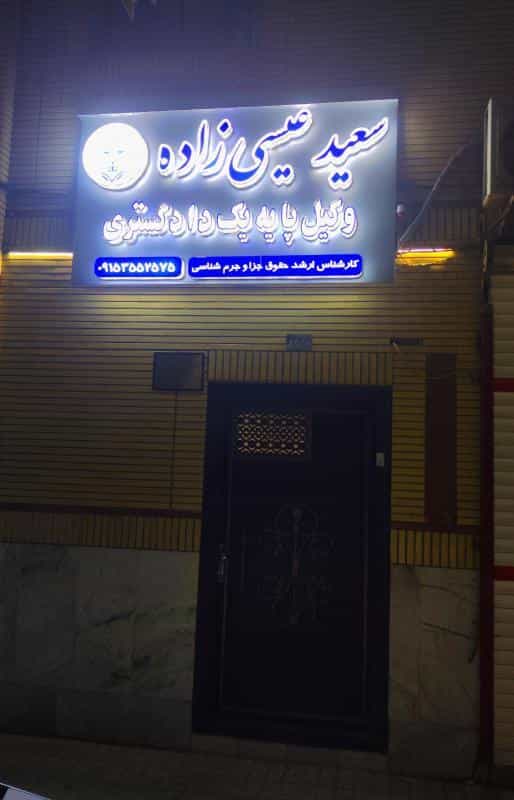 سعید عیسی زاده
وکیل پایه یک دادگستری
کارشناس ارشد حقوق جزا و جرم شناسی
۰۹۱۵۳۵۵۲۵۷۵